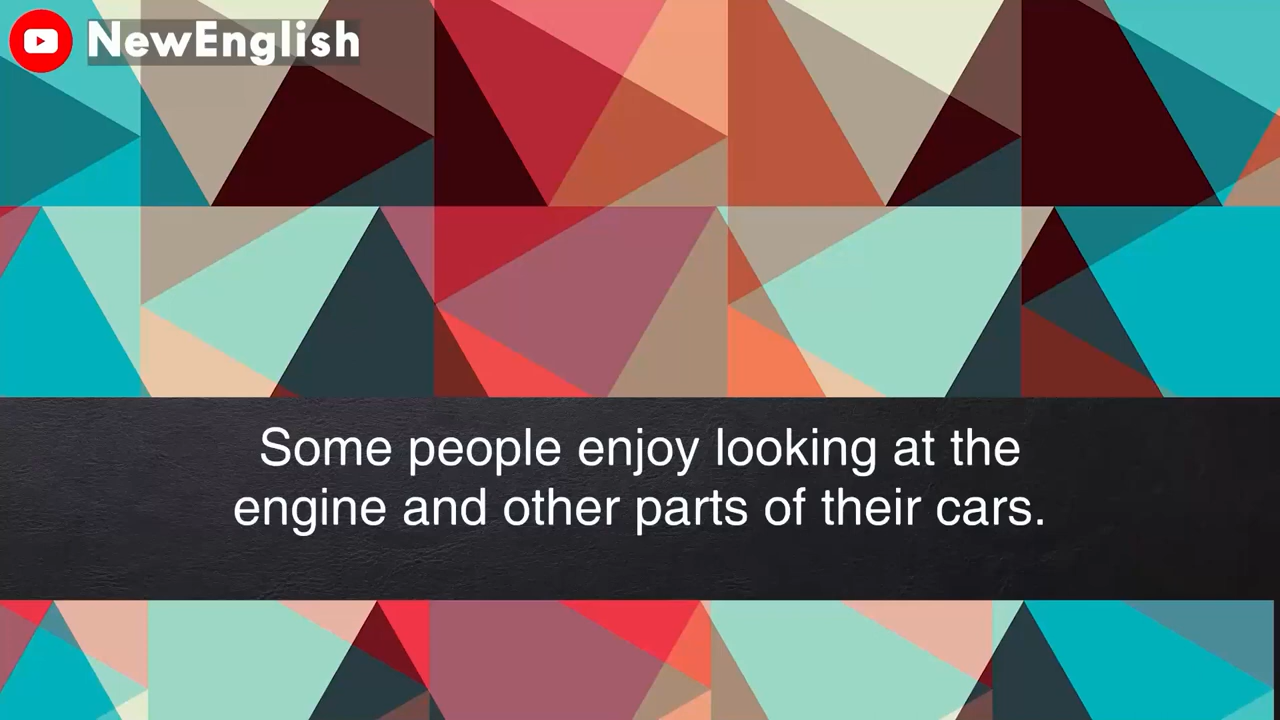 NewEnglish
Some people enjoy looking at the
engine and other parts of their cars.